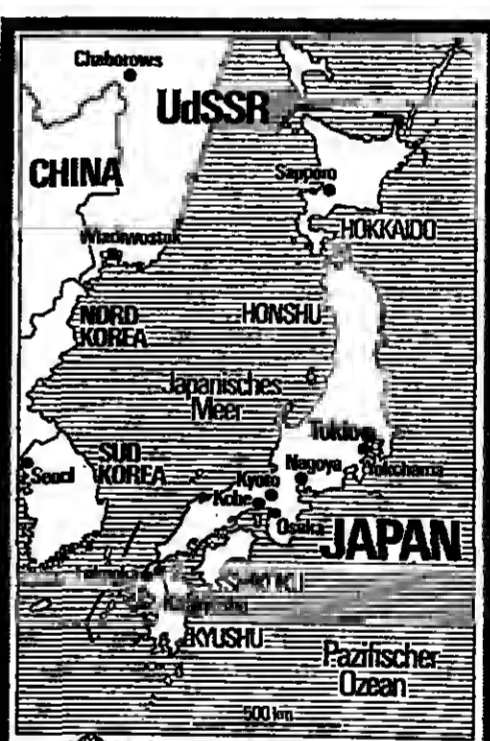 Chaborows
UdSSR
CHINA
Sapporo
HOKKAIDO
Wladiwostok
NORD
KOREA
HONSHU
Japanisches
Meer
Tokio
SÜD
KOREA
Seoul
Nagoya
Yokohama
Kyoto
Kobe
Osaka
JAPAN
SHIKOKU
KYUSHU
Pazifischer
Ozean
500 km